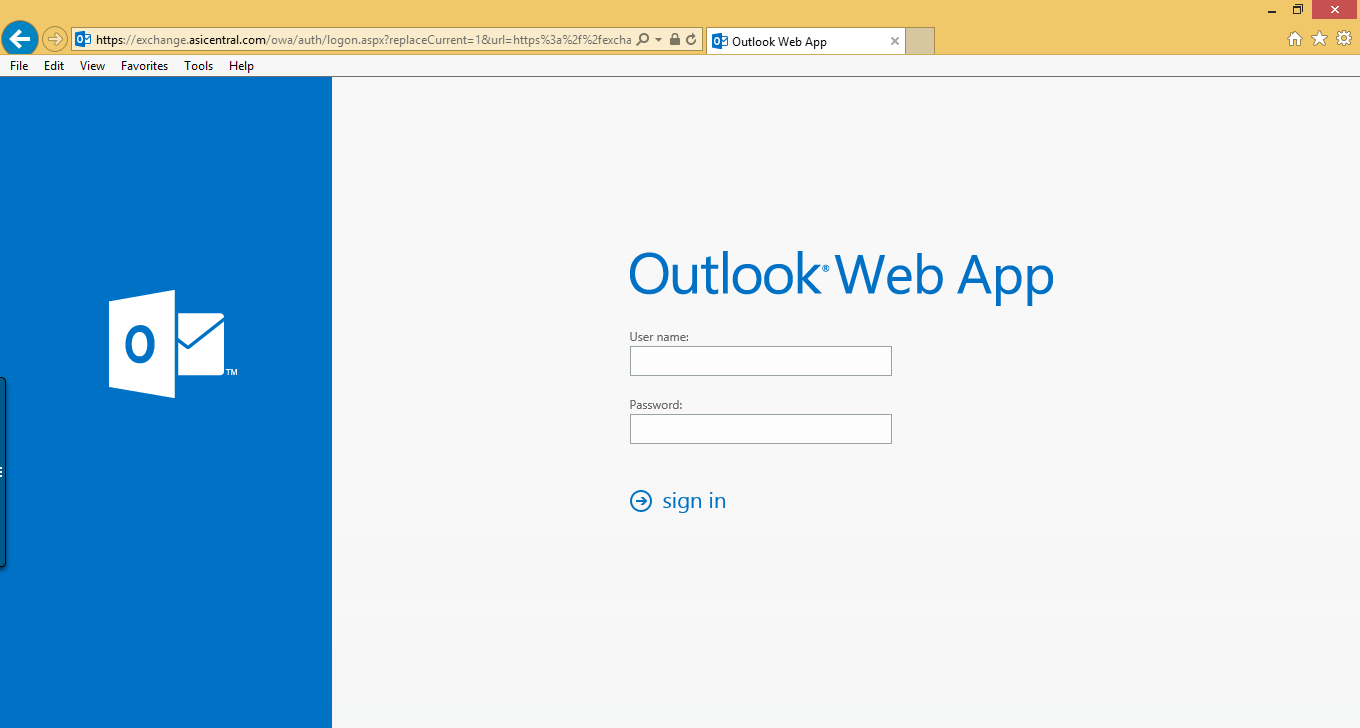 https://exchange.asicentral.com/owa/auth/logon.aspx?replaceCurrent=1&url=https%3a%2f%2fexcha
Outlook Web App
File Edit View Favorites Tools Help
Outlook® Web App
User name:
O
TM
Password:
sign in